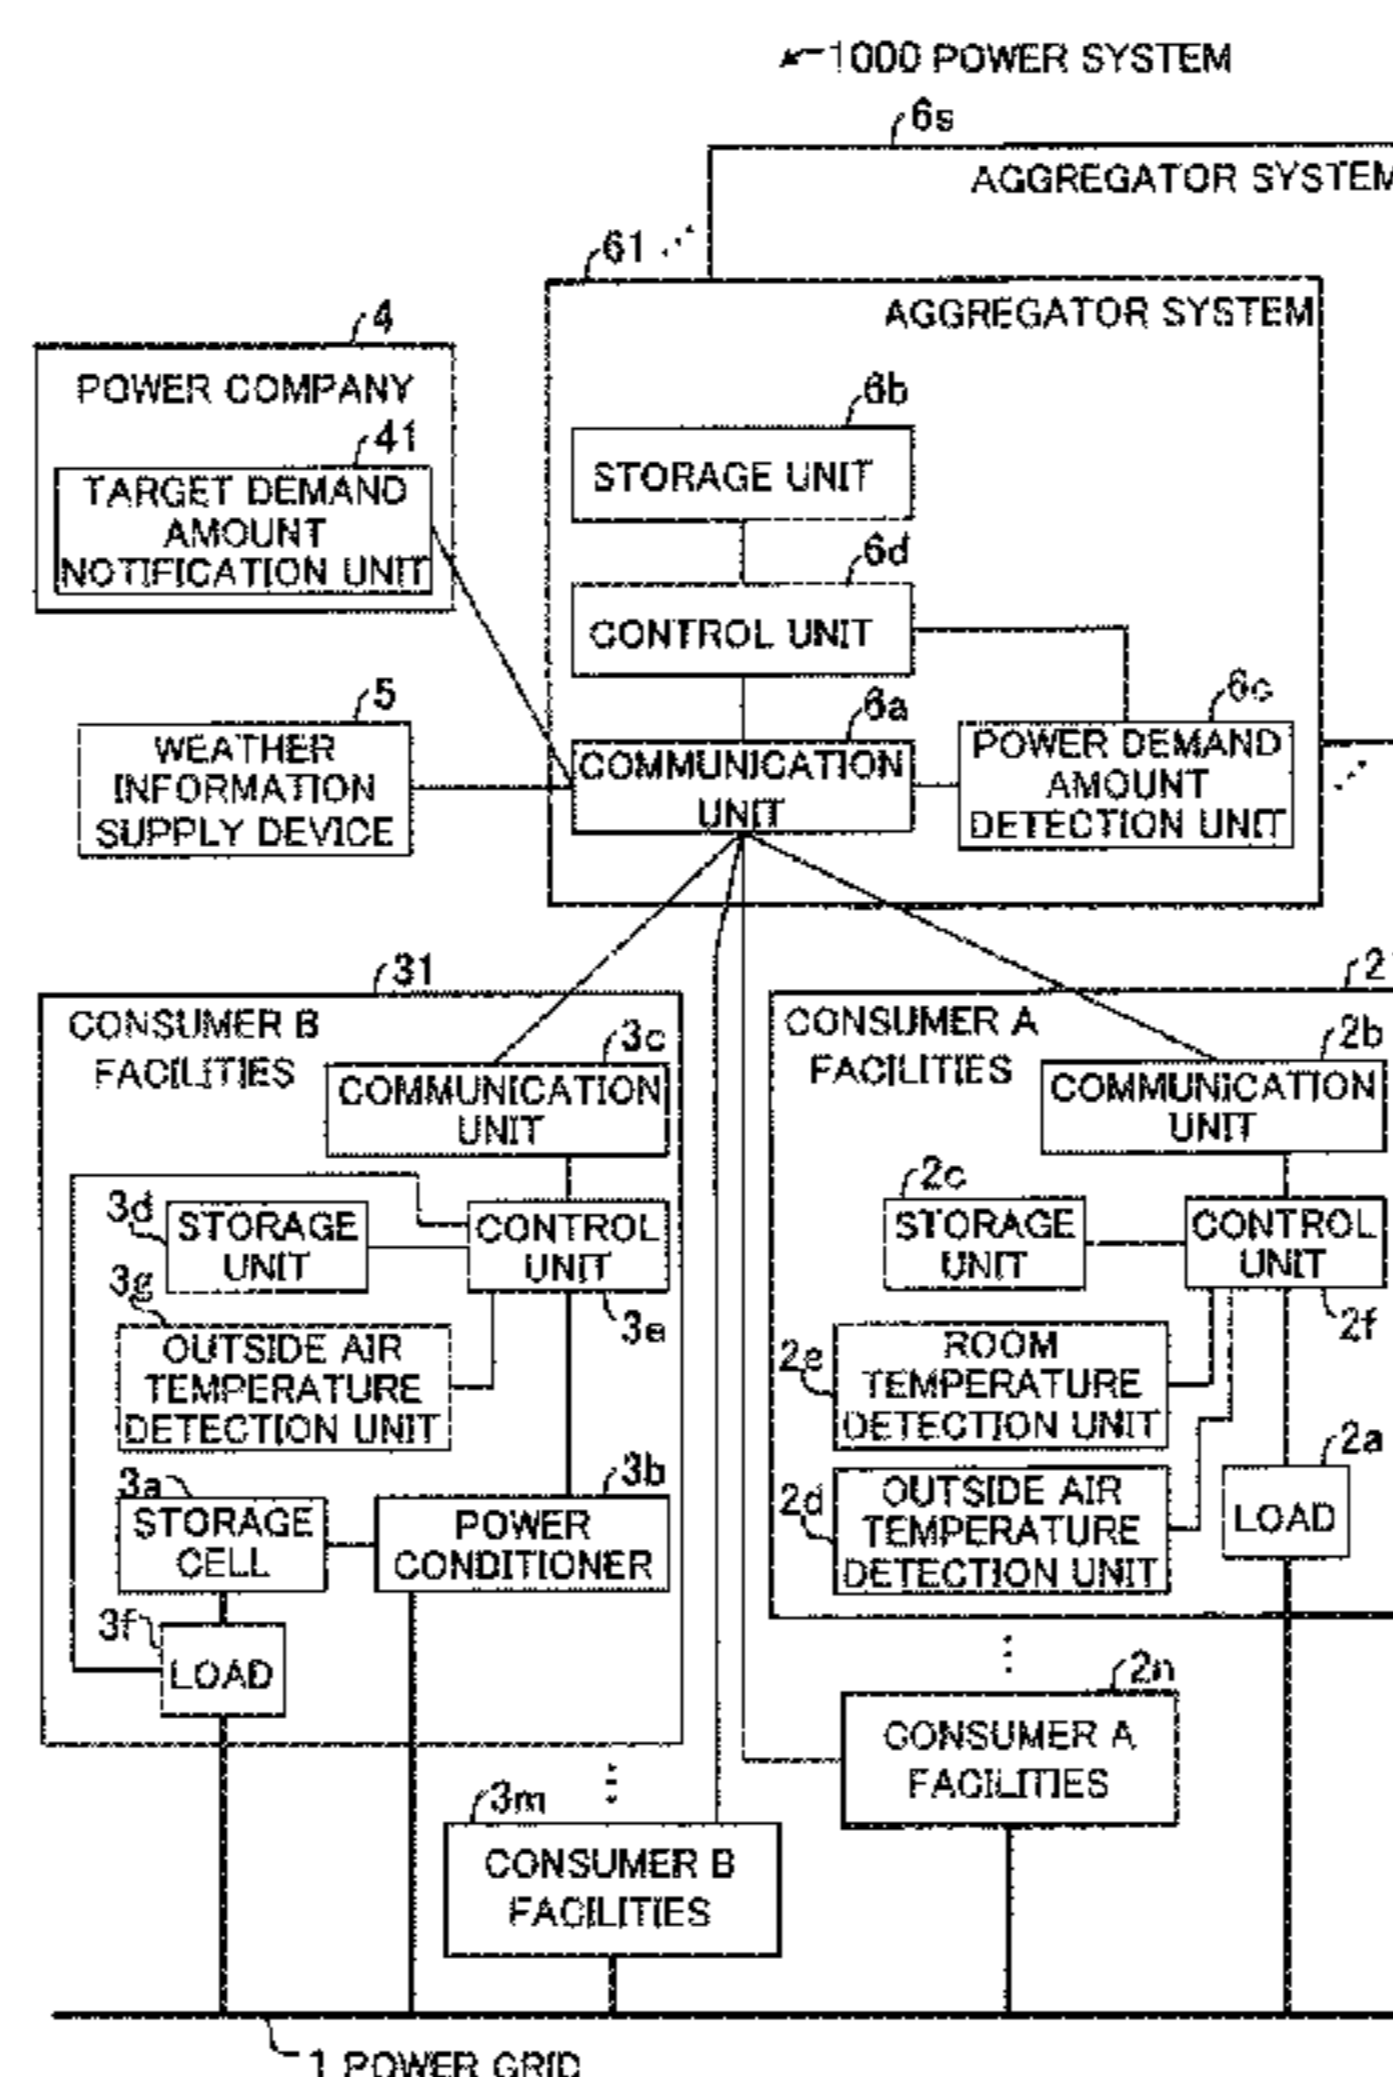 1000 POWER SYSTEM
6s
AGGREGATOR SYSTEM
61
AGGREGATOR SYSTEM
4
POWER COMPANY
41
TARGET DEMAND
AMOUNT
NOTIFICATION UNIT
6b
STORAGE UNIT
6d
CONTROL UNIT
5
WEATHER
INFORMATION
SUPPLY DEVICE
6a
COMMUNICATION
UNIT
6c
POWER DEMAND
AMOUNT
DETECTION UNIT
31
CONSUMER B
FACILITIES
3c
COMMUNICATION
UNIT
3d
STORAGE
UNIT
CONTROL
UNIT
3e
3g
OUTSIDE AIR
TEMPERATURE
DETECTION UNIT
3a
STORAGE
CELL
3b
POWER
CONDITIONER
3f
LOAD
CONSUMER A
FACILITIES
2b
COMMUNICATION
UNIT
2c
STORAGE
UNIT
CONTROL
UNIT
2f
2e
ROOM
TEMPERATURE
DETECTION UNIT
2d
OUTSIDE AIR
TEMPERATURE
DETECTION UNIT
2a
LOAD
2n
CONSUMER A
FACILITIES
3m
CONSUMER B
FACILITIES
1 POWER GRID